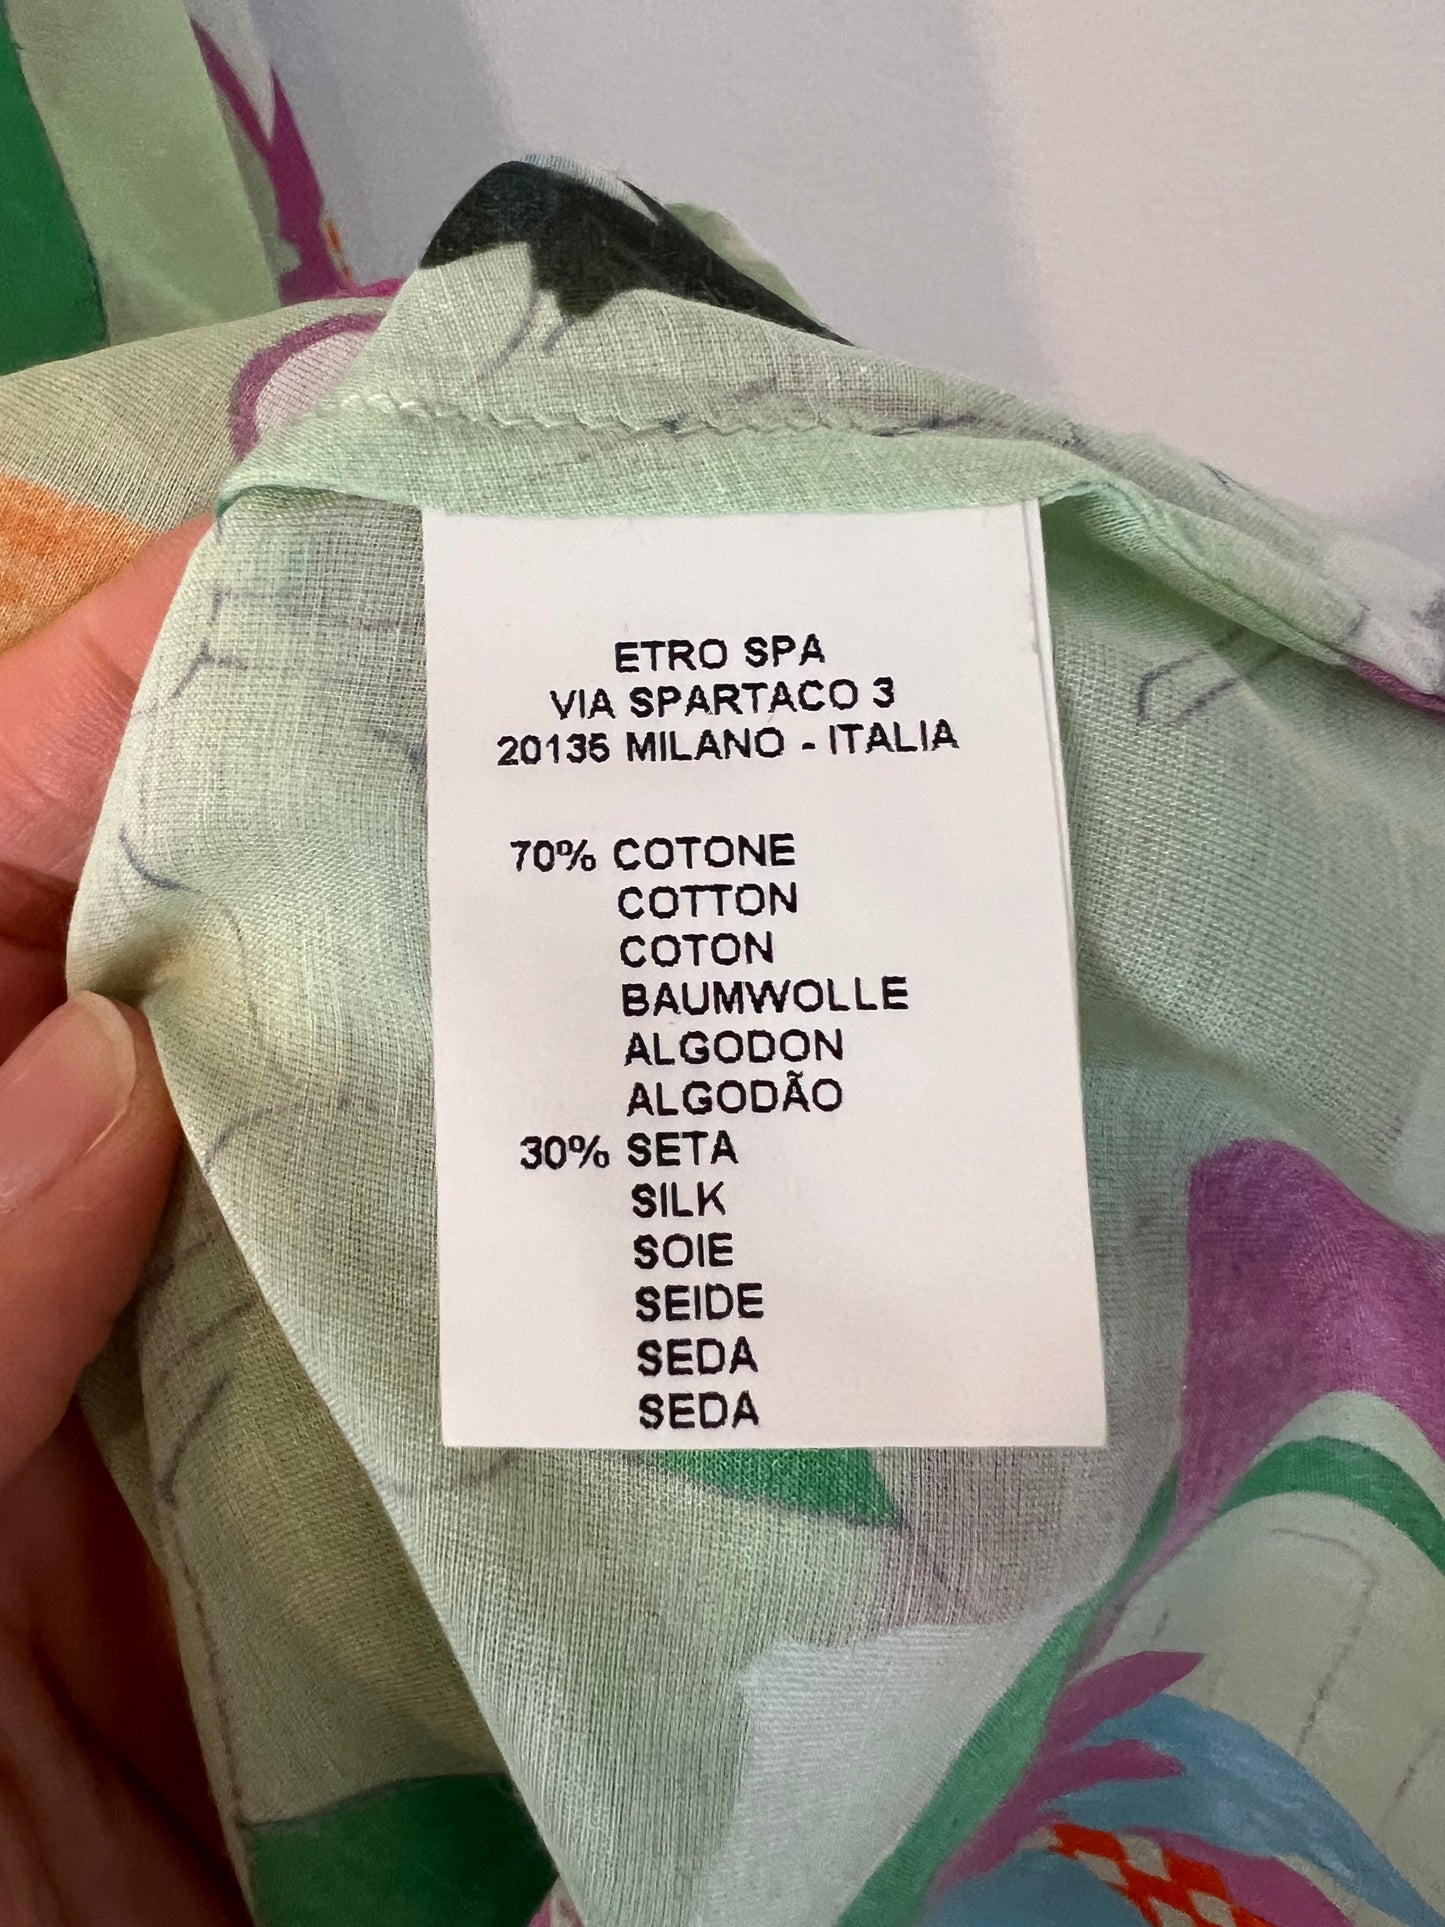 ETRO SPA
VIA SPARTACO 3
20135 MILANO - ITALIA
70% COTONE
COTTON
COTON
BAUMWOLLE
ALGODON
ALGODÃO
30% SETA
SILK
SOIE
SEIDE
SEDA
SEDA